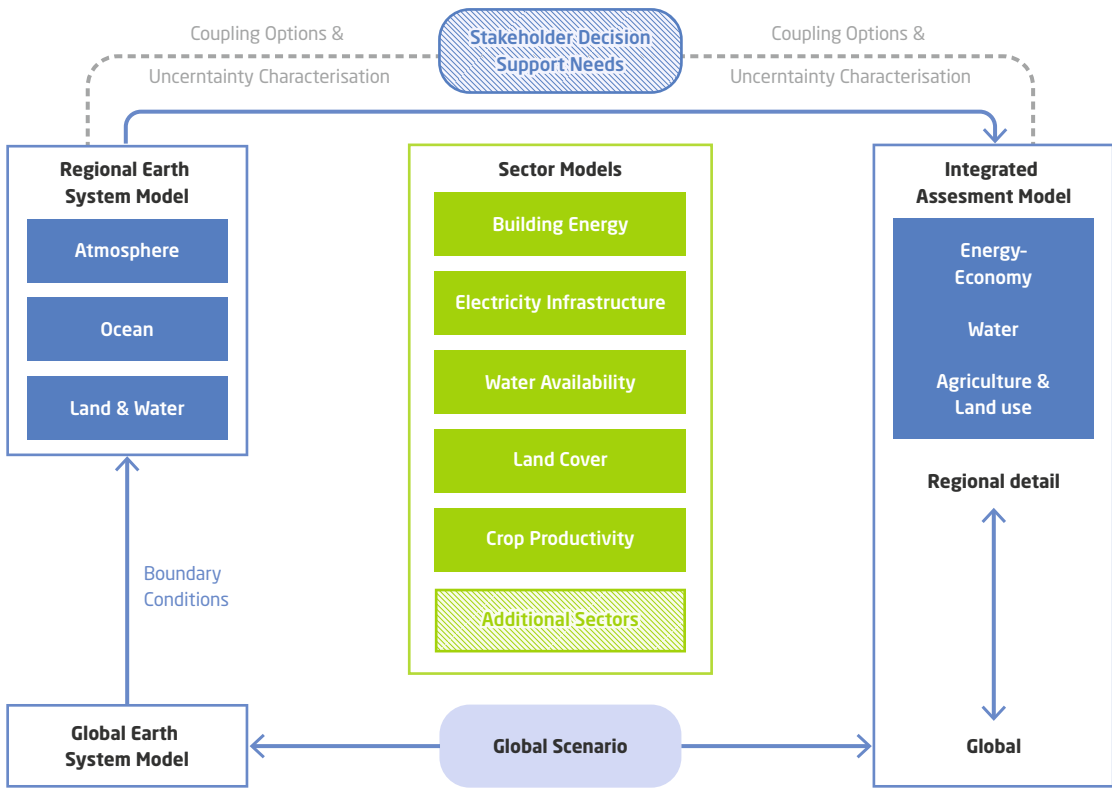 Coupling Options &
Uncerntainty Characterisation
Stakeholder Decision
Support Needs
Coupling Options &
Uncerntainty Characterisation
Regional Earth
System Model
Atmosphere
Ocean
Land & Water
Boundary
Conditions
Global Earth
System Model
Sector Models
Building Energy
Electricity Infrastructure
Water Availability
Land Cover
Crop Productivity
Additional Sectors
Global Scenario
Integrated
Assesment Model
Energy–
Economy
Water
Agriculture &
Land use
Regional detail
Global